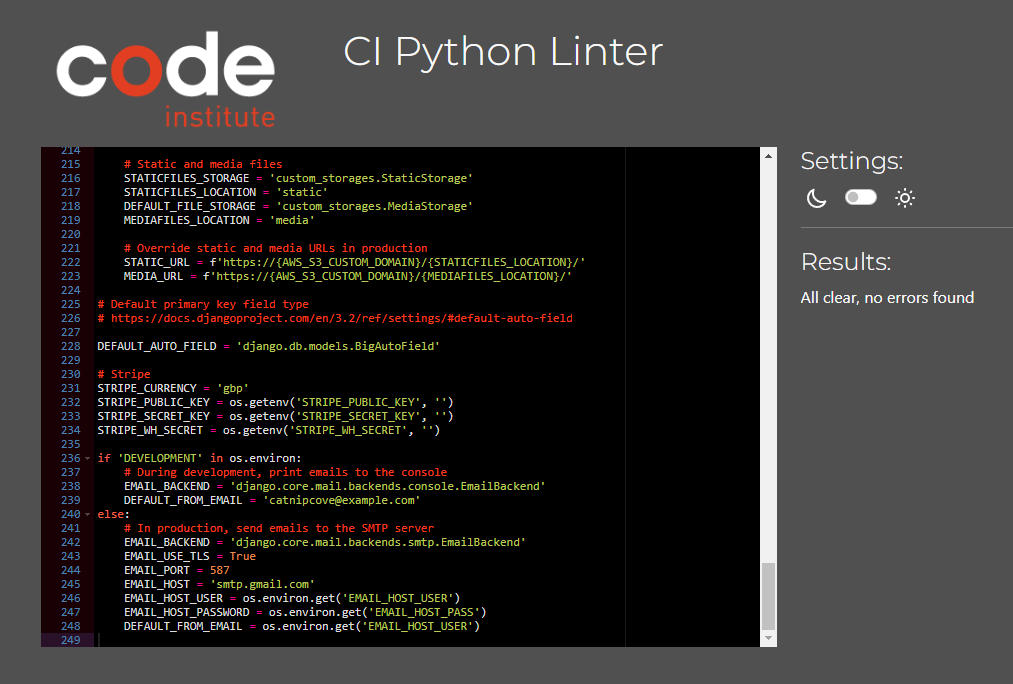 code
institute
CI Python Linter
214
215 # Static and media files
216 STATICFILES_STORAGE = 'custom_storages.StaticStorage'
217 STATICFILES_LOCATION = 'static'
218 DEFAULT_FILE_STORAGE = 'custom_storages.MediaStorage'
219 MEDIAFILES_LOCATION = 'media'
220
221 # Override static and media URLs in production
222 STATIC_URL = f'https://{AWS_S3_CUSTOM_DOMAIN}/{STATICFILES_LOCATION}/'
223 MEDIA_URL = f'https://{AWS_S3_CUSTOM_DOMAIN}/{MEDIAFILES_LOCATION}/'
224
225 # Default primary key field type
226 # https://docs.djangoproject.com/en/3.2/ref/settings/#default-auto-field
227
228 DEFAULT_AUTO_FIELD = 'django.db.models.BigAutoField'
229
230 # Stripe
231 STRIPE_CURRENCY = 'gbp'
232 STRIPE_PUBLIC_KEY = os.getenv('STRIPE_PUBLIC_KEY', '')
233 STRIPE_SECRET_KEY = os.getenv('STRIPE_SECRET_KEY', '')
234 STRIPE_WH_SECRET = os.getenv('STRIPE_WH_SECRET', '')
235
236 if 'DEVELOPMENT' in os.environ:
237 # During development, print emails to the console
238 EMAIL_BACKEND = 'django.core.mail.backends.console.EmailBackend'
239 DEFAULT_FROM_EMAIL = 'catnipcove@example.com'
240 else:
241 # In production, send emails to the SMTP server
242 EMAIL_BACKEND = 'django.core.mail.backends.smtp.EmailBackend'
243 EMAIL_USE_TLS = True
244 EMAIL_PORT = 587
245 EMAIL_HOST = 'smtp.gmail.com'
246 EMAIL_HOST_USER = os.environ.get('EMAIL_HOST_USER')
247 EMAIL_HOST_PASSWORD = os.environ.get('EMAIL_HOST_PASS')
248 DEFAULT_FROM_EMAIL = os.environ.get('EMAIL_HOST_USER')
249
Settings:
Results:
All clear, no errors found